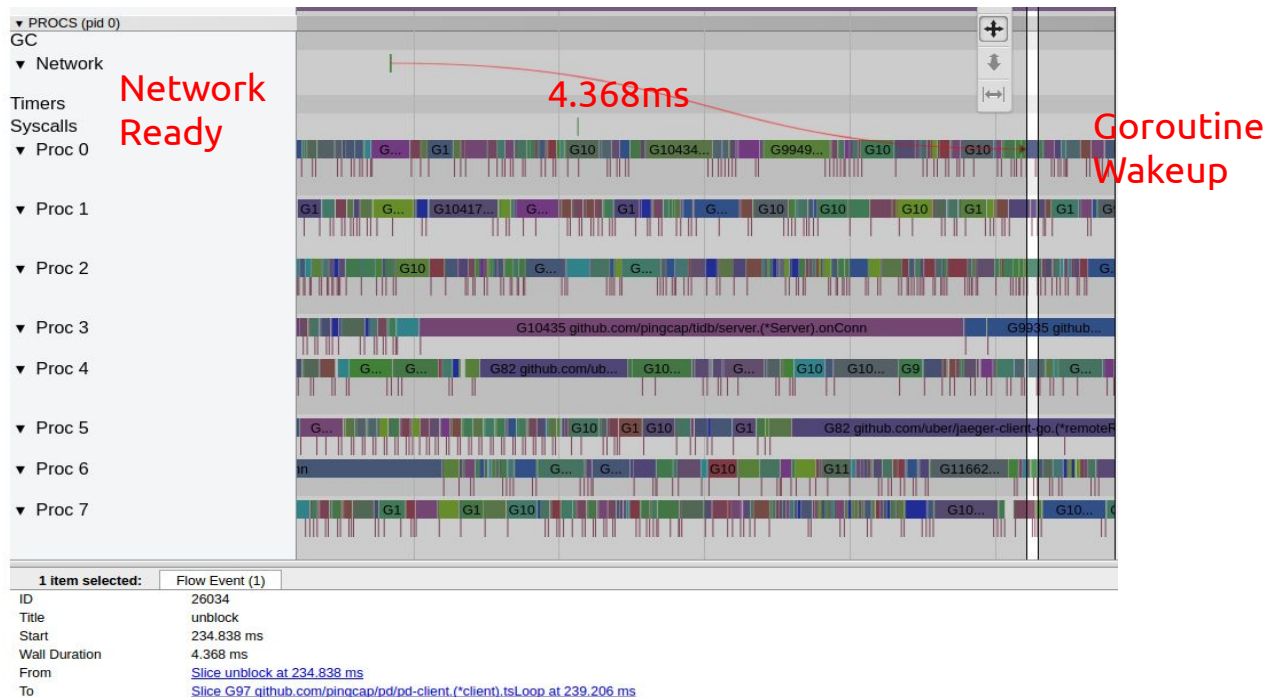 ▾ PROCS (pid 0)
GC
▾ Network
Network
Ready
4.368ms
Timers
Syscalls
Goroutine
Wakeup
▾ Proc 0
G... G1 G10 G10434... G9949... G10 G10
▾ Proc 1
G1 G... G10417... G... G1 G... G10 G10 G10 G1 G1
▾ Proc 2
G10 G... G... G.
▾ Proc 3
G10435 github.com/pingcap/tidb/server.(*Server).onConn G9935 github...
▾ Proc 4
G... G... G82 github.com/ub... G10... G... G10 G10... G9 G...
▾ Proc 5
G... G10 G1 G10 G1 G82 github.com/uber/jaeger-client-go.(*remoteR
▾ Proc 6
nn G... G... G10 G11 G11662...
▾ Proc 7
G1 G1 G10 G10... G10...
1 item selected: Flow Event (1)
ID 26034
Title unblock
Start 234.838 ms
Wall Duration 4.368 ms
From Slice unblock at 234.838 ms
To Slice G97 github.com/pingcap/pd/pd-client.(*client).tsLoop at 239.206 ms